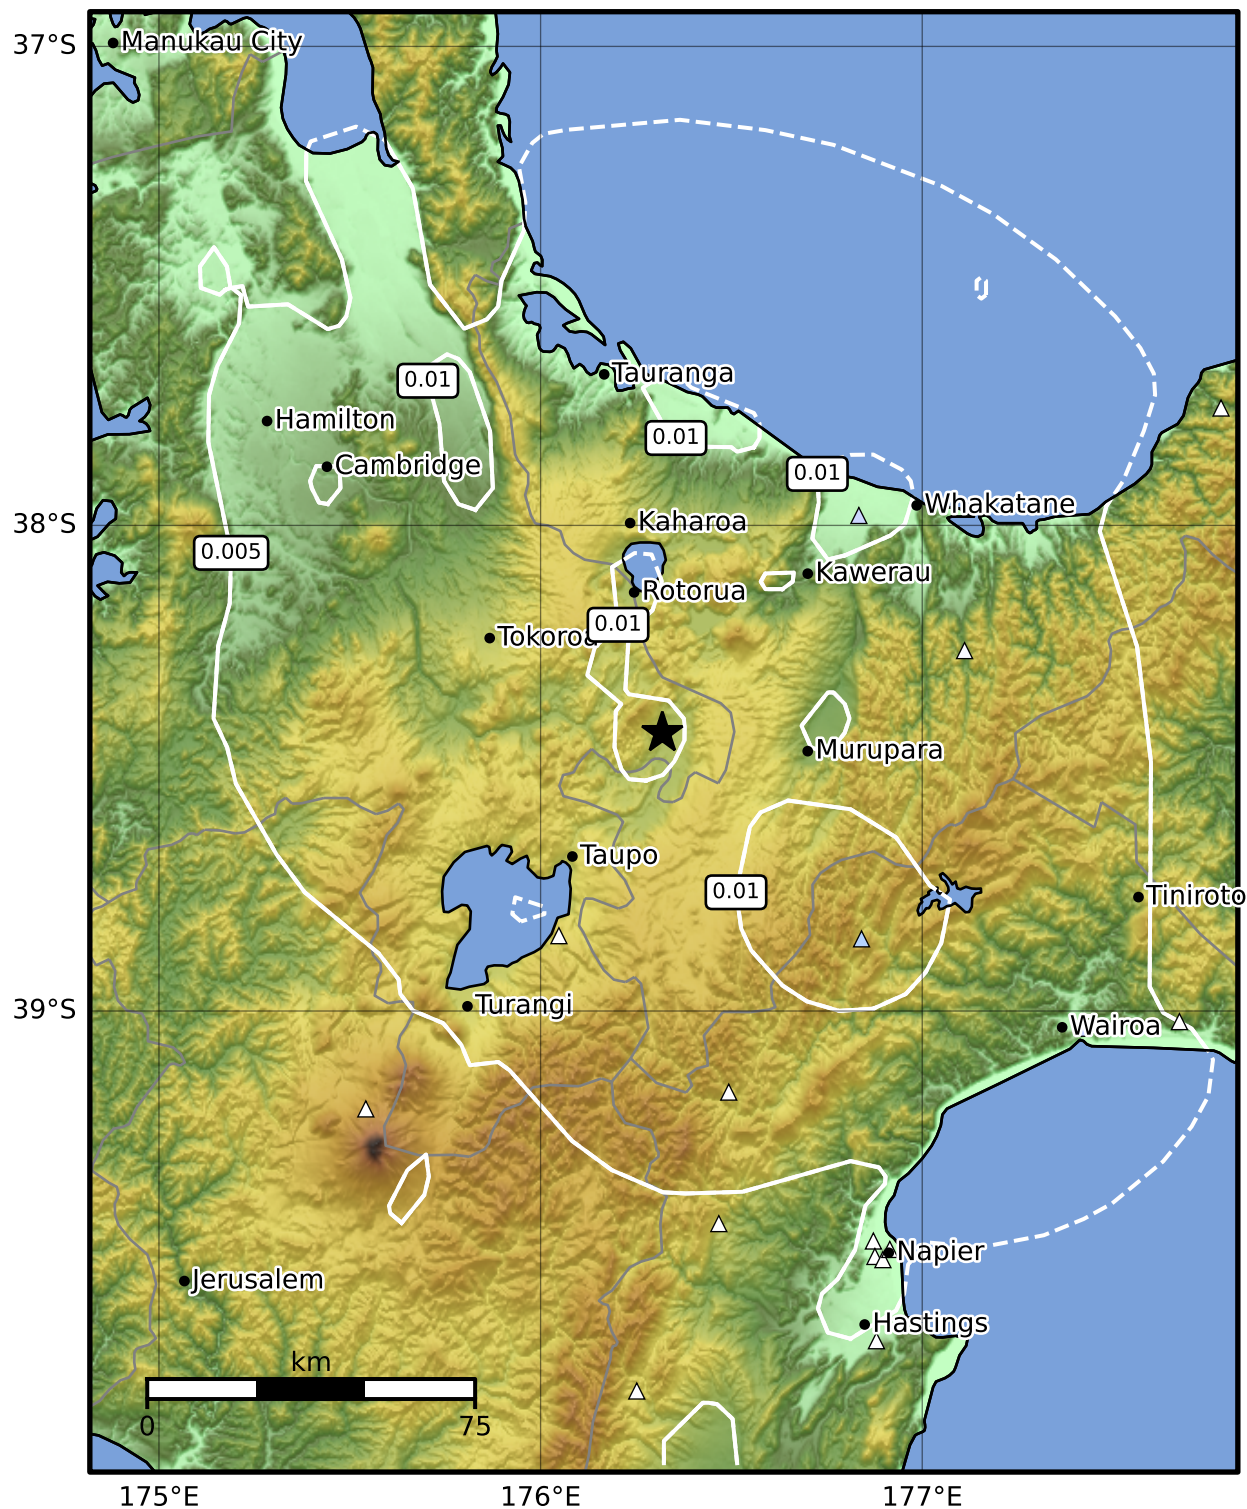 37°S
Manukau City
0.01
Tauranga
Hamilton
0.01
Cambridge
0.01
Whakatane
38°S
Kaharoa
0.005
Kawerau
Rotorua
0.01
Tokoroa
Murupara
Taupo
0.01
Tiniroto
39°S
Turangi
Wairoa
Napier
Jerusalem
Hastings
km
0 75
175°E 176°E 177°E